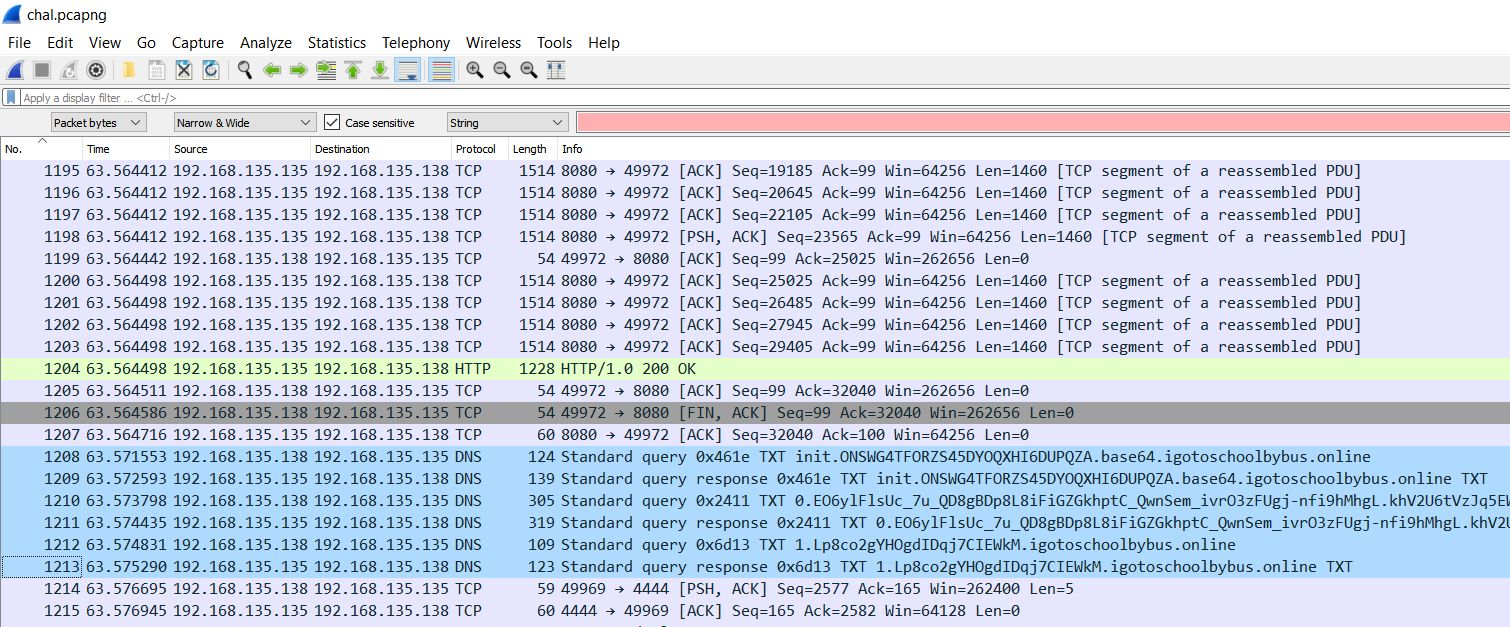 chal.pcapng
File Edit View Go Capture Analyze Statistics Telephony Wireless Tools Help
Apply a display filter ... <Ctrl-/>
Packet bytes Narrow & Wide Case sensitive String
No. Time Source Destination Protocol Length Info
1195 63.564412 192.168.135.135 192.168.135.138 TCP 1514 8080 → 49972 [ACK] Seq=19185 Ack=99 Win=64256 Len=1460 [TCP segment of a reassembled PDU]
1196 63.564412 192.168.135.135 192.168.135.138 TCP 1514 8080 → 49972 [ACK] Seq=20645 Ack=99 Win=64256 Len=1460 [TCP segment of a reassembled PDU]
1197 63.564412 192.168.135.135 192.168.135.138 TCP 1514 8080 → 49972 [ACK] Seq=22105 Ack=99 Win=64256 Len=1460 [TCP segment of a reassembled PDU]
1198 63.564412 192.168.135.135 192.168.135.138 TCP 1514 8080 → 49972 [PSH, ACK] Seq=23565 Ack=99 Win=64256 Len=1460 [TCP segment of a reassembled PDU]
1199 63.564442 192.168.135.138 192.168.135.135 TCP 54 49972 → 8080 [ACK] Seq=99 Ack=25025 Win=262656 Len=0
1200 63.564498 192.168.135.135 192.168.135.138 TCP 1514 8080 → 49972 [ACK] Seq=25025 Ack=99 Win=64256 Len=1460 [TCP segment of a reassembled PDU]
1201 63.564498 192.168.135.135 192.168.135.138 TCP 1514 8080 → 49972 [ACK] Seq=26485 Ack=99 Win=64256 Len=1460 [TCP segment of a reassembled PDU]
1202 63.564498 192.168.135.135 192.168.135.138 TCP 1514 8080 → 49972 [ACK] Seq=27945 Ack=99 Win=64256 Len=1460 [TCP segment of a reassembled PDU]
1203 63.564498 192.168.135.135 192.168.135.138 TCP 1514 8080 → 49972 [ACK] Seq=29405 Ack=99 Win=64256 Len=1460 [TCP segment of a reassembled PDU]
1204 63.564498 192.168.135.135 192.168.135.138 HTTP 1228 HTTP/1.0 200 OK
1205 63.564511 192.168.135.138 192.168.135.135 TCP 54 49972 → 8080 [ACK] Seq=99 Ack=32040 Win=262656 Len=0
1206 63.564586 192.168.135.138 192.168.135.135 TCP 54 49972 → 8080 [FIN, ACK] Seq=99 Ack=32040 Win=262656 Len=0
1207 63.564716 192.168.135.135 192.168.135.138 TCP 60 8080 → 49972 [ACK] Seq=32040 Ack=100 Win=64256 Len=0
1208 63.571553 192.168.135.138 192.168.135.135 DNS 124 Standard query 0x461e TXT init.ONSWG4TFORZS45DYOQXHI6DUPQZA.base64.igotoschoolbybus.online
1209 63.572593 192.168.135.135 192.168.135.138 DNS 139 Standard query response 0x461e TXT init.ONSWG4TFORZS45DYOQXHI6DUPQZA.base64.igotoschoolbybus.online TXT
1210 63.573798 192.168.135.138 192.168.135.135 DNS 305 Standard query 0x2411 TXT 0.EO6ylFlsUc_7u_QD8gBDp8L8iFiGZGkhptC_QwnSem_ivrO3zFUgj-nfi9hMhgL.khV2U6tVzJq5EW
1211 63.574435 192.168.135.135 192.168.135.138 DNS 319 Standard query response 0x2411 TXT 0.EO6ylFlsUc_7u_QD8gBDp8L8iFiGZGkhptC_QwnSem_ivrO3zFUgj-nfi9hMhgL.khV2U
1212 63.574831 192.168.135.138 192.168.135.135 DNS 109 Standard query 0x6d13 TXT 1.Lp8co2gYHOgdIDqj7CIEWkM.igotoschoolbybus.online
1213 63.575290 192.168.135.135 192.168.135.138 DNS 123 Standard query response 0x6d13 TXT 1.Lp8co2gYHOgdIDqj7CIEWkM.igotoschoolbybus.online TXT
1214 63.576695 192.168.135.138 192.168.135.135 TCP 59 49969 → 4444 [PSH, ACK] Seq=2577 Ack=165 Win=262400 Len=5
1215 63.576945 192.168.135.135 192.168.135.138 TCP 60 4444 → 49969 [ACK] Seq=165 Ack=2582 Win=64128 Len=0